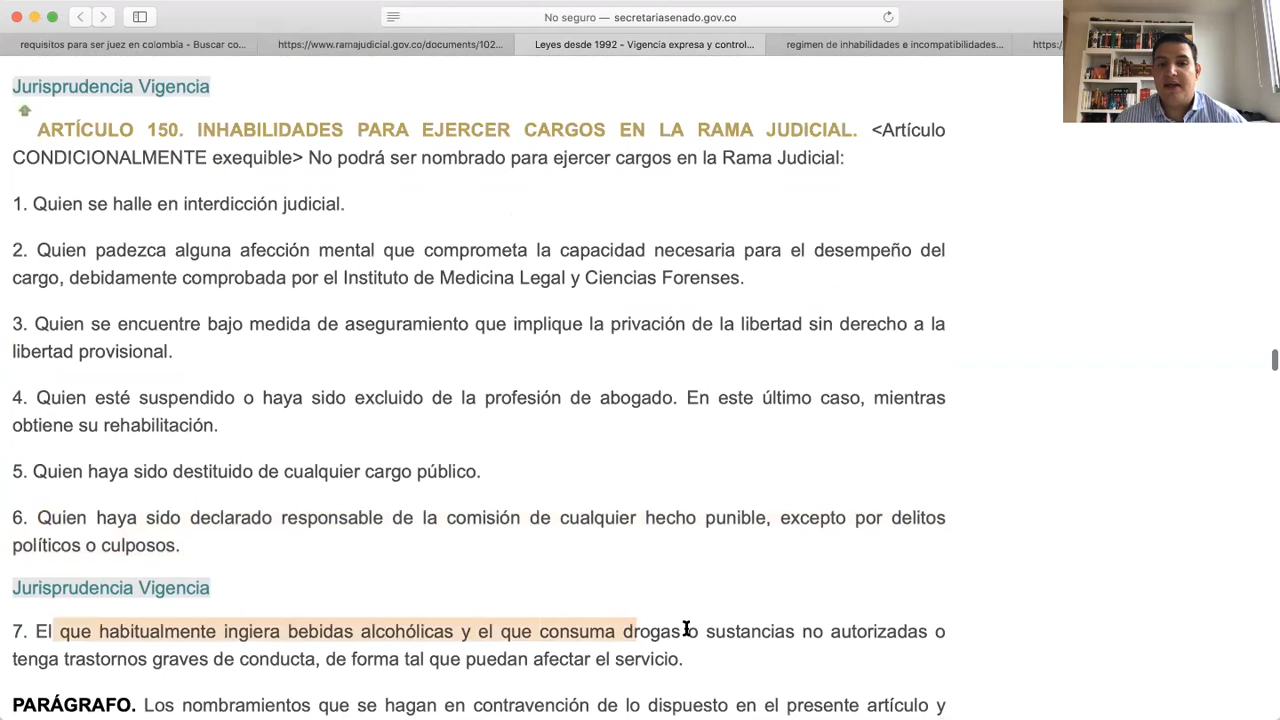 No seguro — secretariasenado.gov.co
requisitos para ser juez en colombia - Buscar co...
https://www.ramajudicial.gov.co/documents/102...
Leyes desde 1992 - Vigencia expresa y control...
regimen de inhabilidades e incompatibilidades...
https:/
Jurisprudencia Vigencia
ARTÍCULO 150. INHABILIDADES PARA EJERCER CARGOS EN LA RAMA JUDICIAL. <Artículo
CONDICIONALMENTE exequible> No podrá ser nombrado para ejercer cargos en la Rama Judicial:
1. Quien se halle en interdicción judicial.
2. Quien padezca alguna afección mental que comprometa la capacidad necesaria para el desempeño del
cargo, debidamente comprobada por el Instituto de Medicina Legal y Ciencias Forenses.
3. Quien se encuentre bajo medida de aseguramiento que implique la privación de la libertad sin derecho a la
libertad provisional.
4. Quien esté suspendido o haya sido excluido de la profesión de abogado. En este último caso, mientras
obtiene su rehabilitación.
5. Quien haya sido destituido de cualquier cargo público.
6. Quien haya sido declarado responsable de la comisión de cualquier hecho punible, excepto por delitos
políticos o culposos.
Jurisprudencia Vigencia
7. El que habitualmente ingiera bebidas alcohólicas y el que consuma drogas o sustancias no autorizadas o
tenga trastornos graves de conducta, de forma tal que puedan afectar el servicio.
PARÁGRAFO. Los nombramientos que se hagan en contravención de lo dispuesto en el presente artículo y